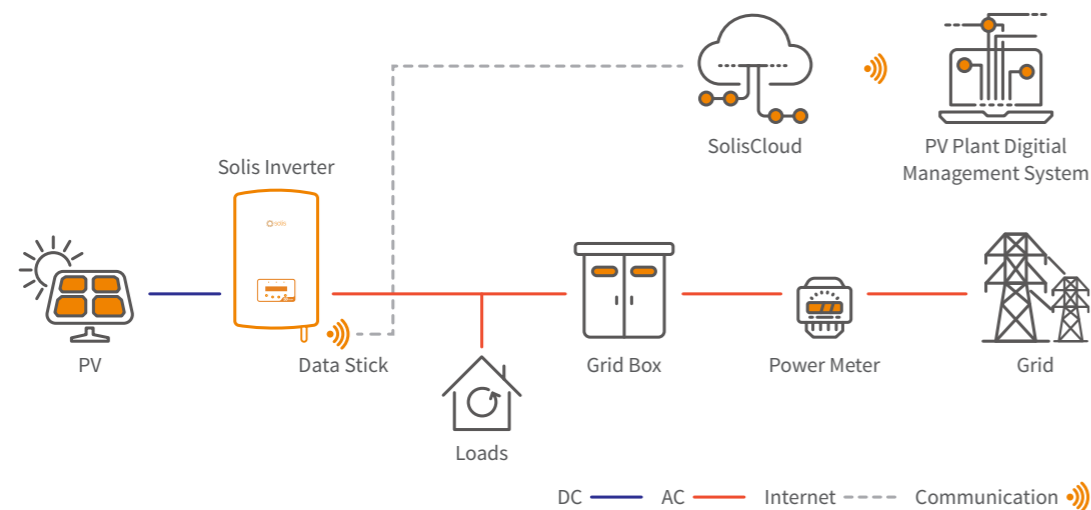 SolisCloud
PV Plant Digitial
Management System
Solis Inverter
PV
Data Stick
Grid Box
Power Meter
Grid
Loads
DC
AC
Internet
Communication